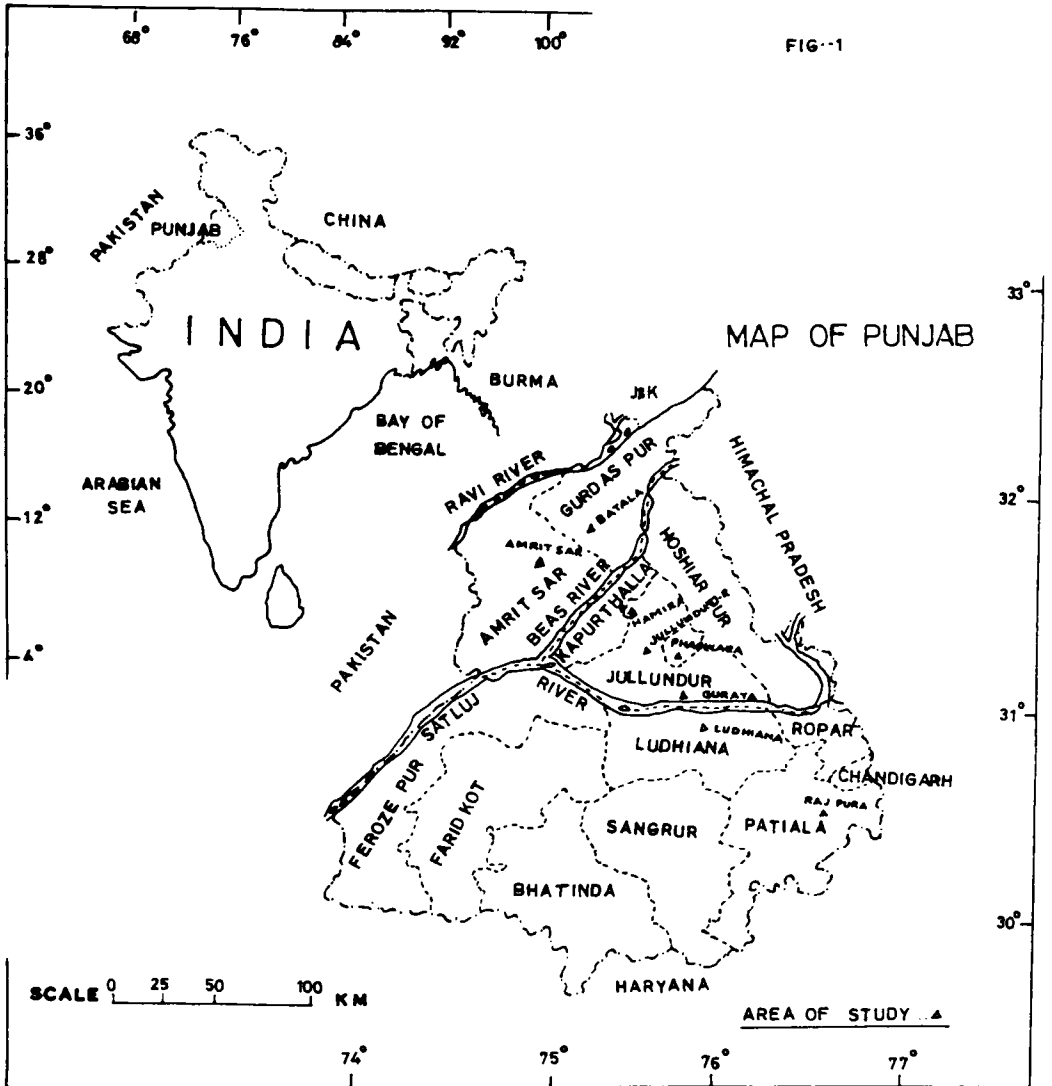 68° 76° 84° 92° 100°
FIG--1
36°
28°
20°
12°
4°
PAKISTAN
PUNJAB
CHINA
INDIA
BURMA
BAY OF
BENGAL
ARABIAN
SEA
MAP OF PUNJAB
33°
32°
31°
30°
J&K
RAVI RIVER
GURDAS PUR
BATALA
HIMACHAL PRADESH
AMRIT SAR
AMRIT SAR
BEAS RIVER
KAPURTHALLA
HOSHIAR PUR
HAMIRA
JULLUNDUR
PHAGWARA
PAKISTAN
JULLUNDUR
GURAYA
SATLUJ
RIVER
LUDHIANA
ROPAR
LUDHIANA
CHANDIGARH
RAJ PURA
FEROZE PUR
FARID KOT
SANGRUR
PATIALA
BHATINDA
HARYANA
SCALE 0 25 50 100 KM
AREA OF STUDY
74° 75° 76° 77°